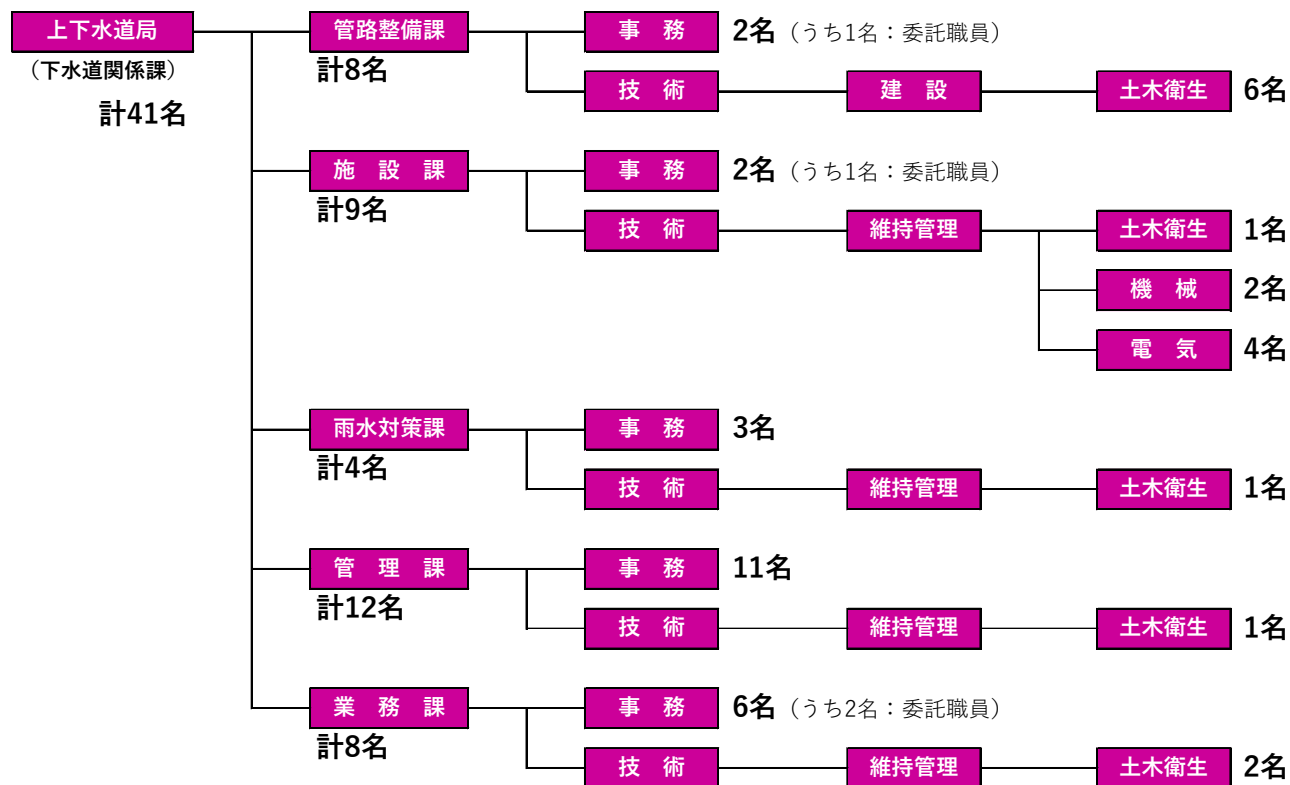 上下水道局
（下水道関係課）
計41名
管路整備課
計8名
事　務 2名（うち1名：委託職員）
技　術 建　設 土木衛生 6名
施　設　課
計9名
事　務 2名（うち1名：委託職員）
技　術 維持管理 土木衛生 1名
機　械 2名
電　気 4名
雨水対策課
計4名
事　務 3名
技　術 維持管理 土木衛生 1名
管　理　課
計12名
事　務 11名
技　術 維持管理 土木衛生 1名
業　務　課
計8名
事　務 6名（うち2名：委託職員）
技　術 維持管理 土木衛生 2名